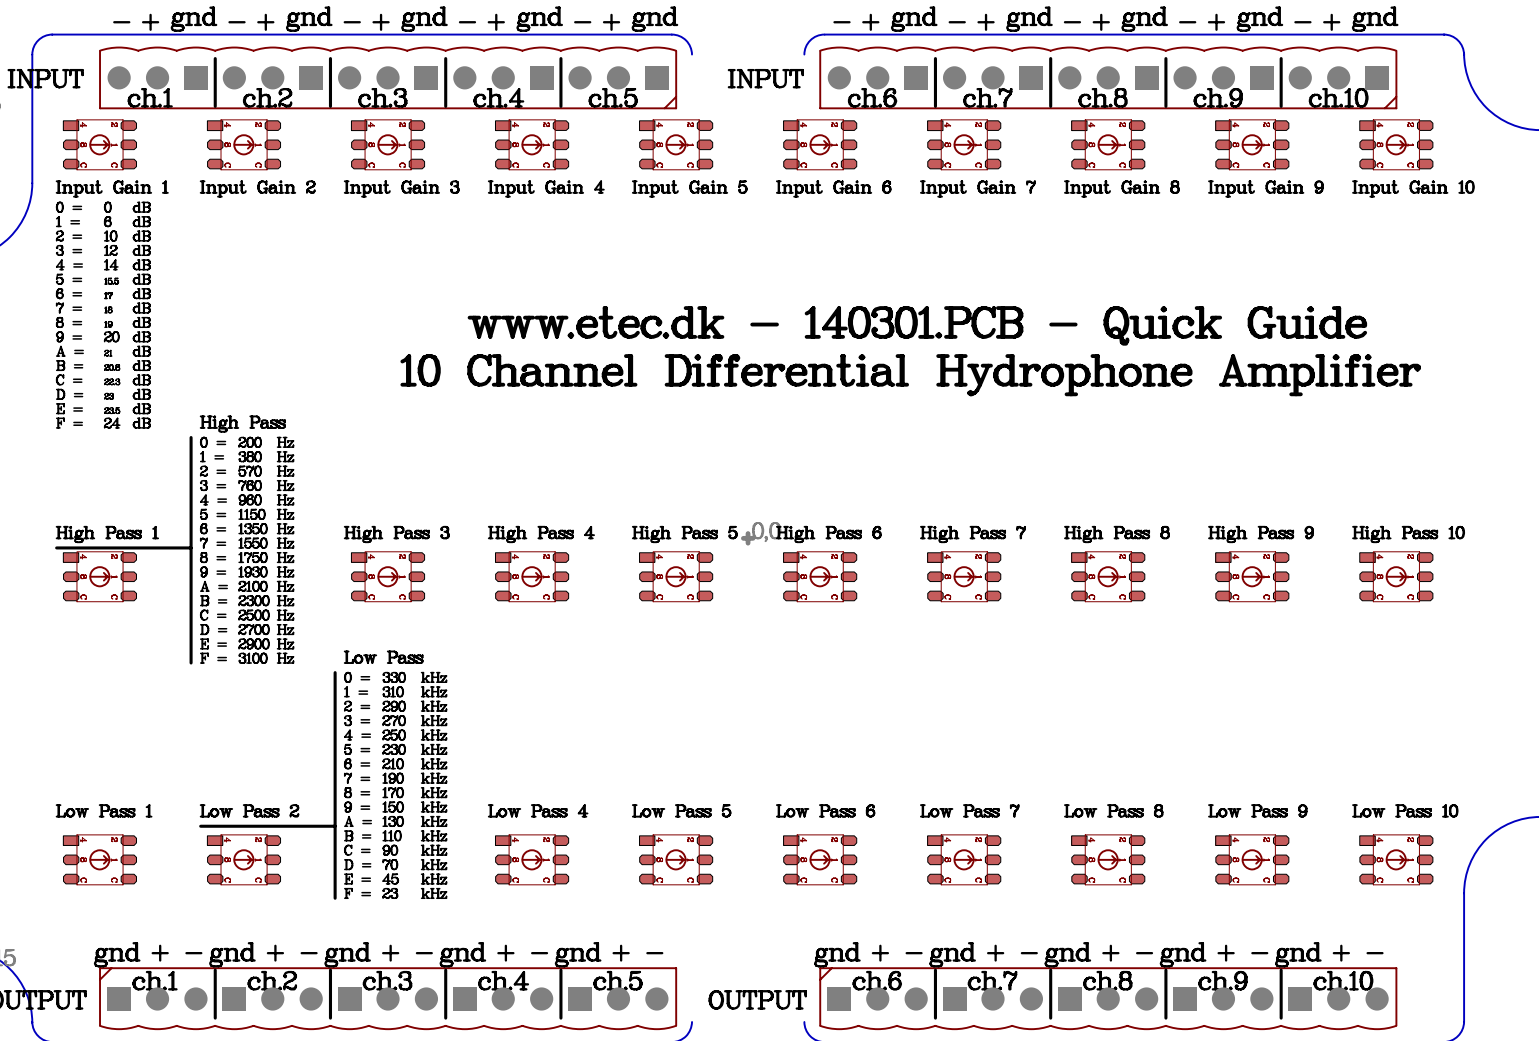 - + gnd - + gnd - + gnd - + gnd - + gnd
- + gnd - + gnd - + gnd - + gnd - + gnd
INPUT ch.1 ch.2 ch.3 ch.4 ch.5
INPUT ch.6 ch.7 ch.8 ch.9 ch.10
Input Gain 1 Input Gain 2 Input Gain 3 Input Gain 4 Input Gain 5 Input Gain 6 Input Gain 7 Input Gain 8 Input Gain 9 Input Gain 10
0 = 0 dB
1 = 6 dB
2 = 10 dB
3 = 12 dB
4 = 14 dB
5 = 15.5 dB
6 = 17 dB
7 = 18 dB
8 = 19 dB
9 = 20 dB
A = 21 dB
B = dB
C = 22.3 dB
D = 23 dB
E = 23.5 dB
F = 24 dB
www.etec.dk - 140301.PCB - Quick Guide
10 Channel Differential Hydrophone Amplifier
High Pass
0 = 200 Hz
1 = 380 Hz
2 = 570 Hz
3 = 760 Hz
4 = 960 Hz
5 = 1150 Hz
6 = 1350 Hz
7 = 1550 Hz
8 = 1750 Hz
9 = 1930 Hz
A = 2100 Hz
B = 2300 Hz
C = 2500 Hz
D = 2700 Hz
E = 2900 Hz
F = 3100 Hz
High Pass 1 High Pass 3 High Pass 4 High Pass 5 0,0 High Pass 6 High Pass 7 High Pass 8 High Pass 9 High Pass 10
Low Pass
0 = 330 kHz
1 = 310 kHz
2 = 290 kHz
3 = 270 kHz
4 = 250 kHz
5 = 230 kHz
6 = 210 kHz
7 = 190 kHz
8 = 170 kHz
9 = 150 kHz
A = 130 kHz
B = 110 kHz
C = 90 kHz
D = 70 kHz
E = 45 kHz
F = 23 kHz
Low Pass 1 Low Pass 2 Low Pass 4 Low Pass 5 Low Pass 6 Low Pass 7 Low Pass 8 Low Pass 9 Low Pass 10
gnd + - gnd + - gnd + - gnd + - gnd + -
gnd + - gnd + - gnd + - gnd + - gnd + -
OUTPUT ch.1 ch.2 ch.3 ch.4 ch.5
OUTPUT ch.6 ch.7 ch.8 ch.9 ch.10